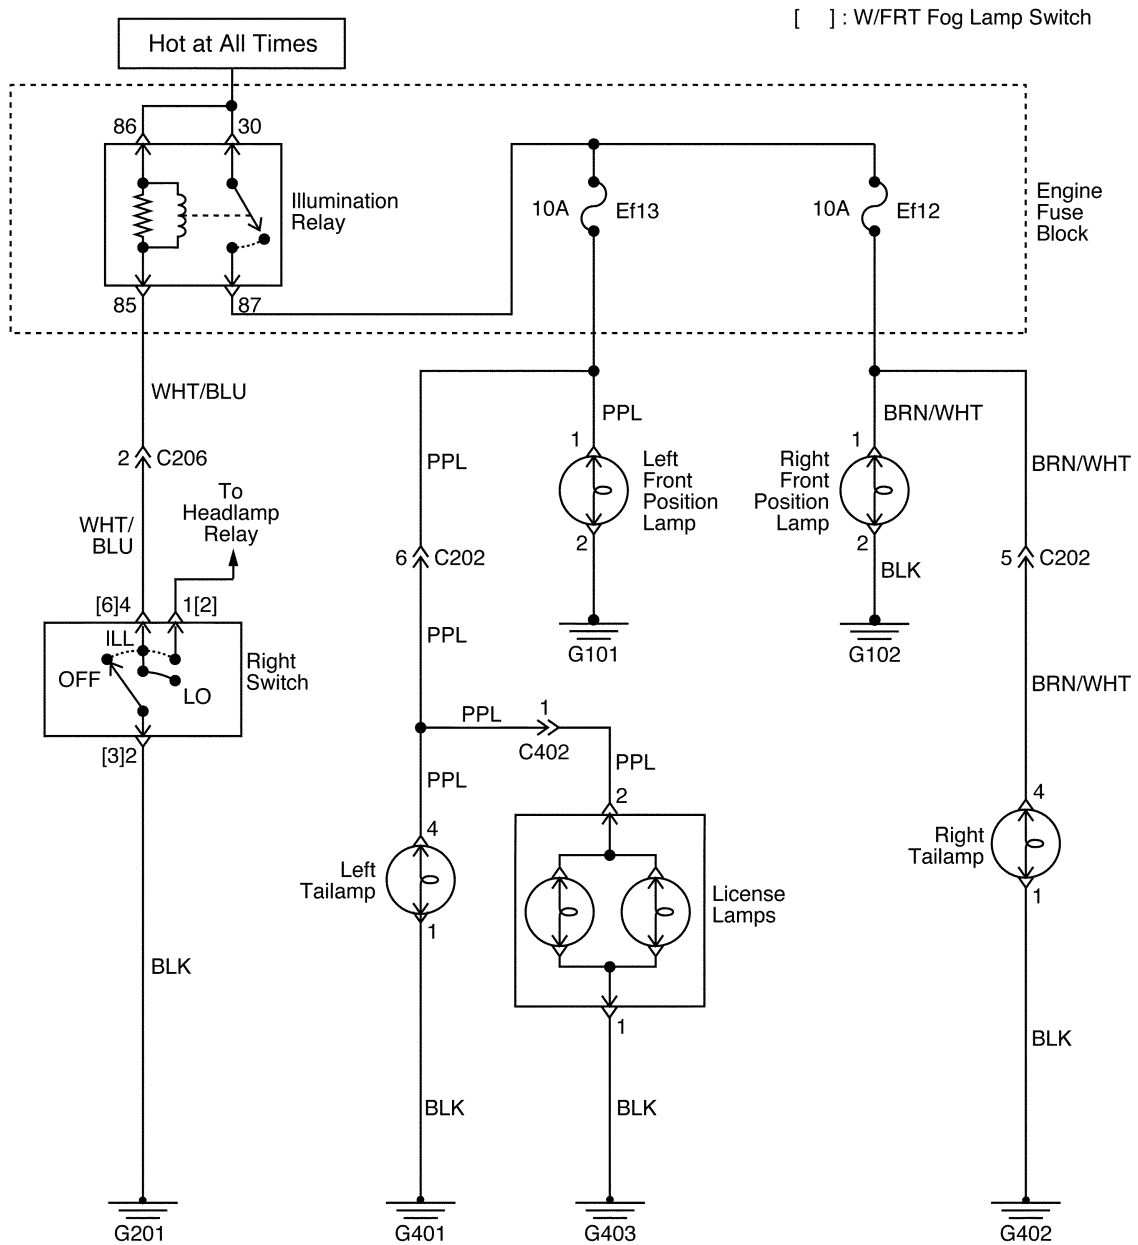 [ ] : W/FRT Fog Lamp Switch
Hot at All Times
86
30
Illumination
Relay
10A
Ef13
10A
Ef12
Engine
Fuse
Block
85
87
WHT/BLU
PPL
BRN/WHT
2
C206
PPL
1
Left
Front
Position
Lamp
Right
Front
Position
Lamp
1
BRN/WHT
To
Headlamp
Relay
WHT/
BLU
6
C202
2
2
BLK
5
C202
[6]4
1[2]
ILL
OFF
LO
Right
Switch
PPL
G101
G102
BRN/WHT
[3]2
PPL
1
C402
PPL
PPL
2
4
Left
Tailamp
1
License
Lamps
1
Right
Tailamp
4
1
BLK
BLK
BLK
BLK
G201
G401
G403
G402